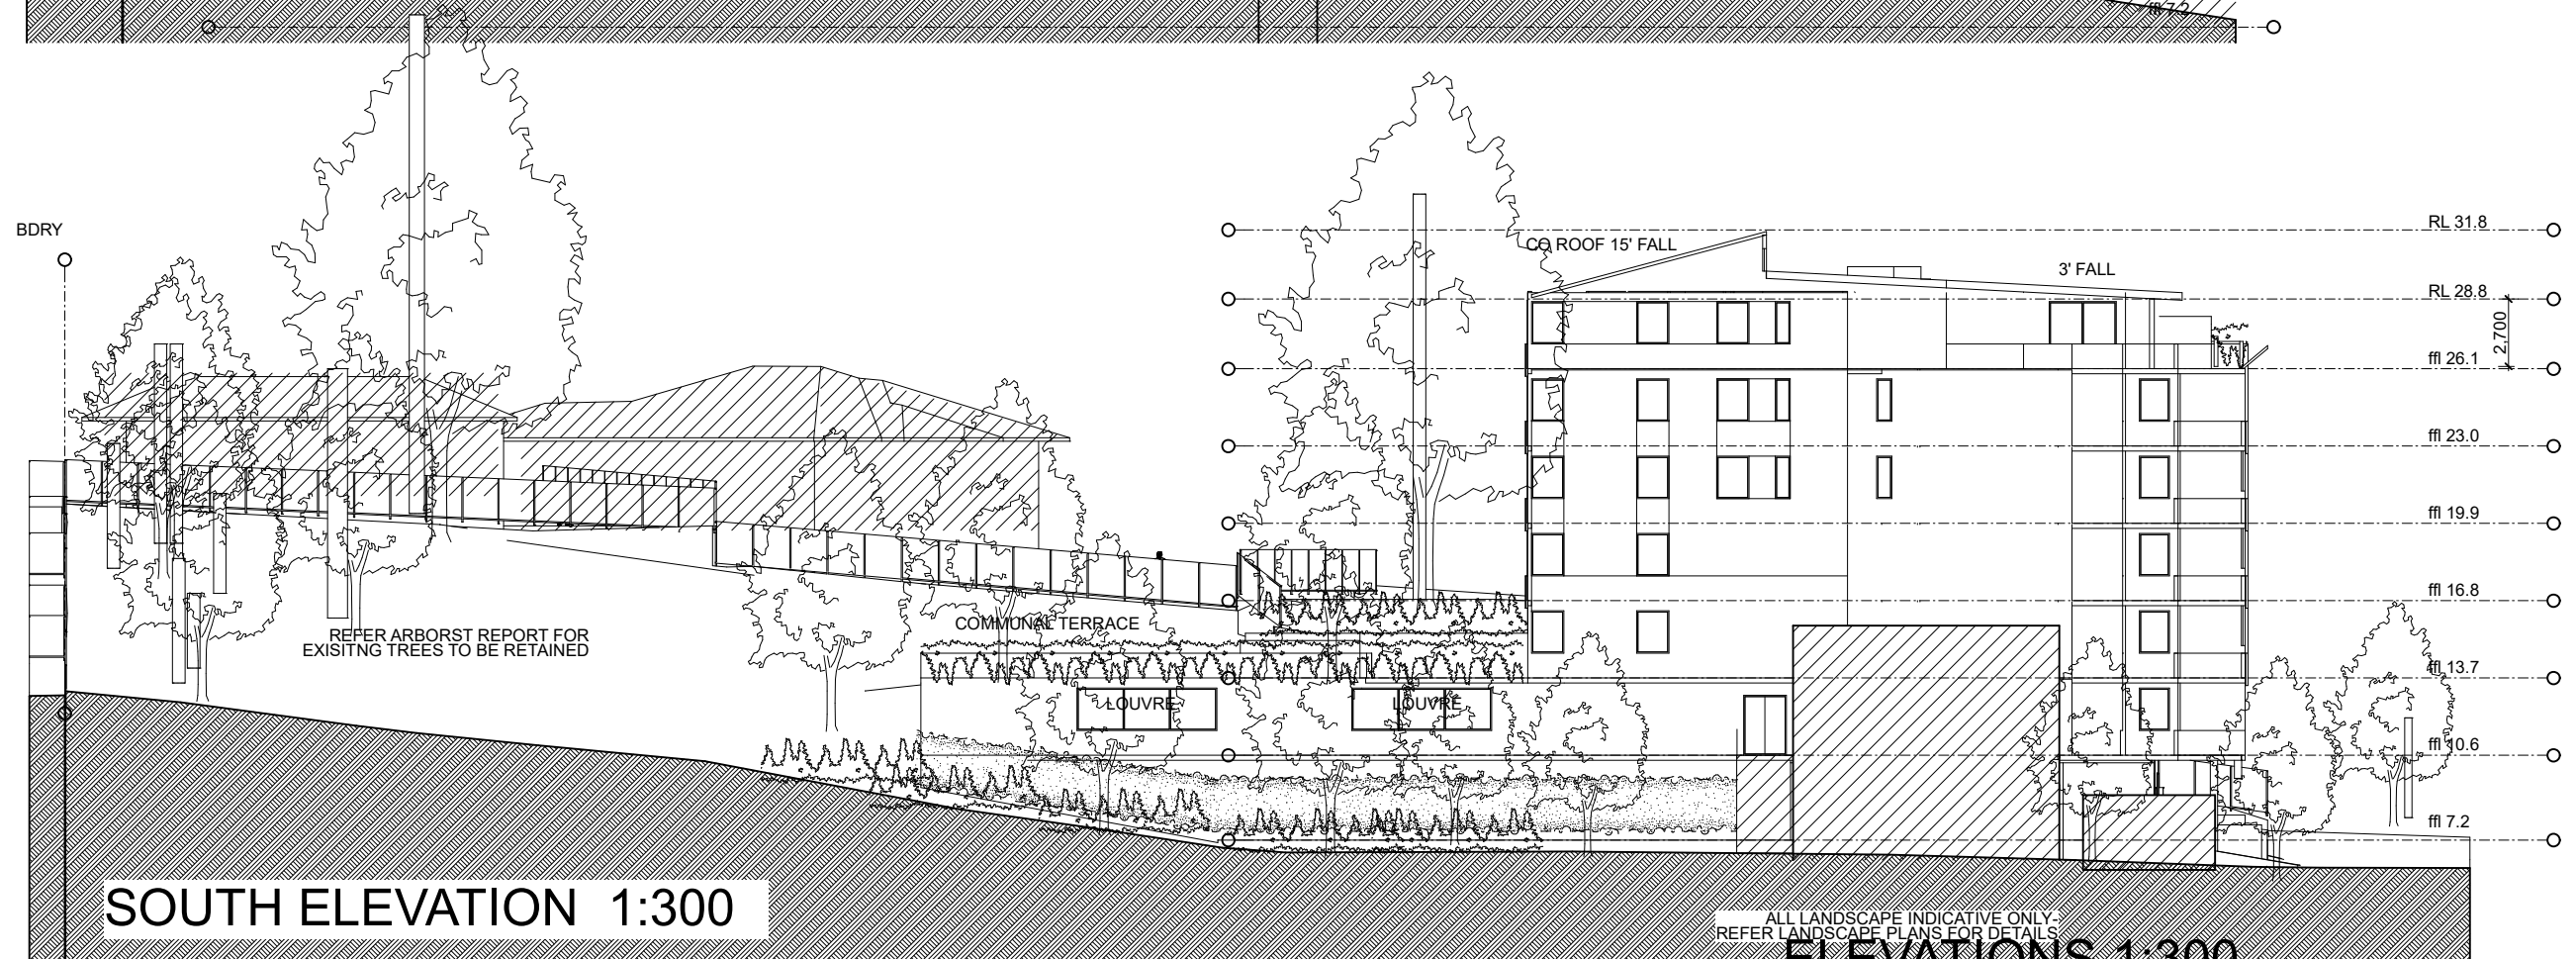 ffl 7.2
BDRY
RL 31.8
CO ROOF 15' FALL
3' FALL
RL 28.8
2,700
ffl 26.1
ffl 23.0
ffl 19.9
ffl 16.8
COMMUNAL TERRACE
REFER ARBORST REPORT FOR
EXISITNG TREES TO BE RETAINED
ffl 13.7
LOUVRE
LOUVRE
ffl 10.6
ffl 7.2
SOUTH ELEVATION 1:300
ALL LANDSCAPE INDICATIVE ONLY-
REFER LANDSCAPE PLANS FOR DETAILS
ELEVATIONS 1:300